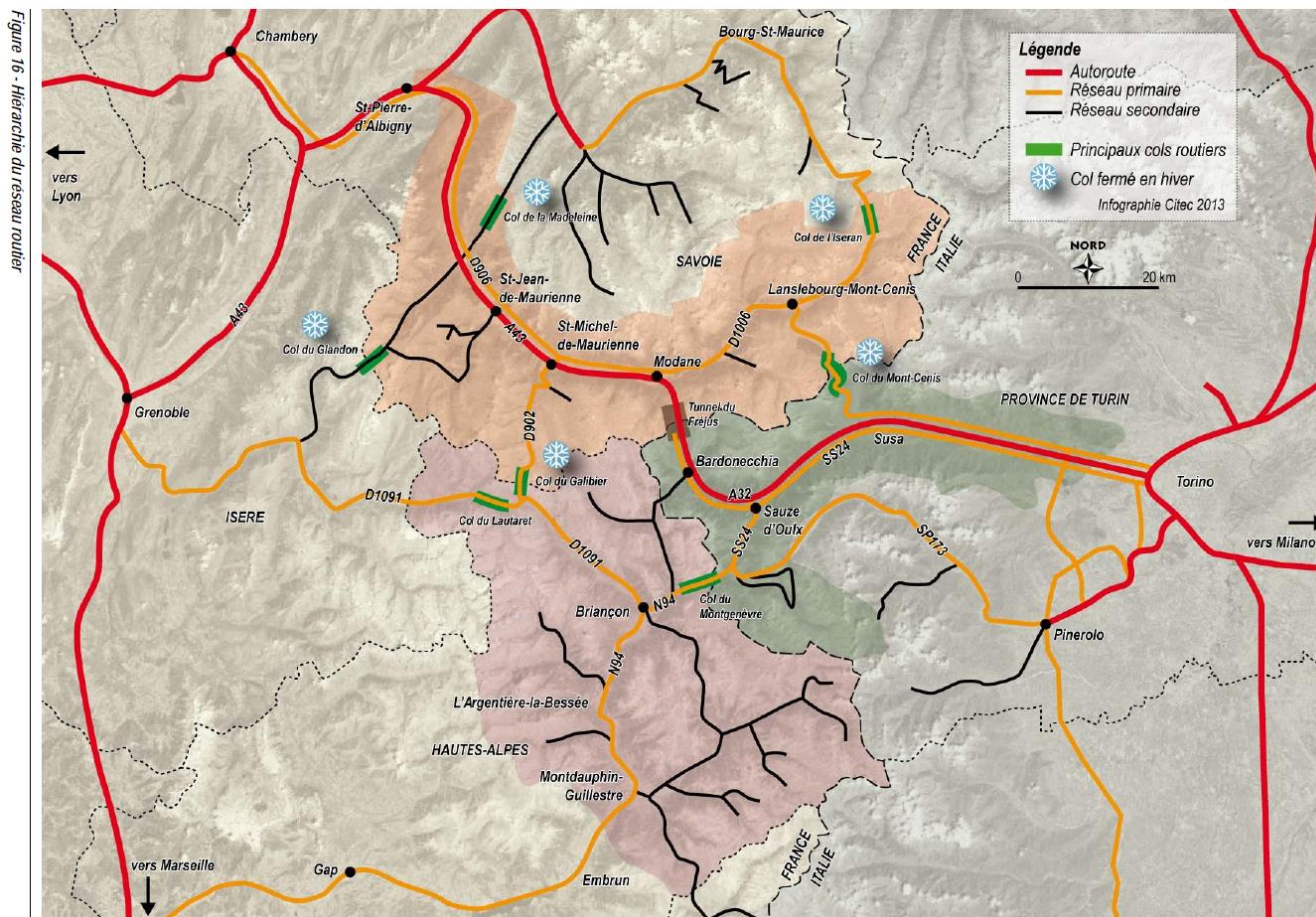 Figure 16 - Hiérarchie du réseau routier
Chambery
Bourg-St-Maurice
St-Pierre-
d'Albigny
vers
Lyon
Légende
Autoroute
Réseau primaire
Réseau secondaire
Principaux cols routiers
Col fermé en hiver
Infographie Citec 2013
NORD
0
20 km
Col de la Madeleine
Col de l'Iseran
FRANCE
ITALIE
SAVOIE
D906
St-Jean-
de-Maurienne
Lanslebourg-Mont-Cenis
A43
Col du Glandon
A43
St-Michel-
de-Maurienne
D1006
Modane
Col du Mont-Cenis
Grenoble
Tunnel du
Fréjus
PROVINCE DE TURIN
D902
Susa
SS24
Bardonecchia
Col du Galibier
Torino
D1091
A32
ISERE
Col du Lautaret
Sauze
d'Oulx
SS24
SP173
vers Milano
D1091
Briançon
N94
Col du
Montgenèvre
Pinerolo
N94
L'Argentière-la-Bessée
HAUTES-ALPES
Montdauphin-
Guillestre
FRANCE
ITALIE
vers Marseille
Gap
Embrun